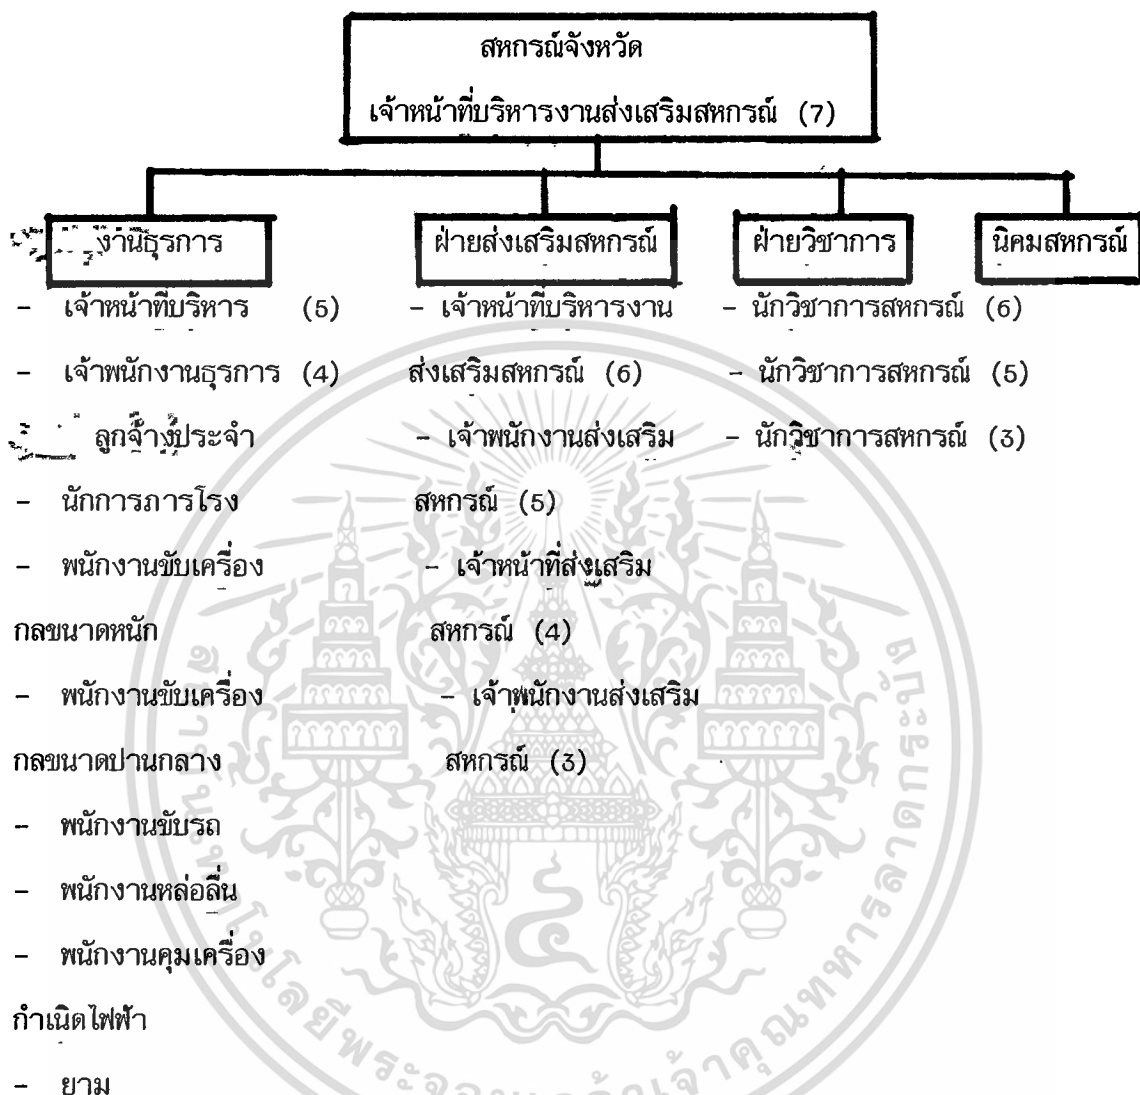 สหกรณ์จังหวัด
เจ้าหน้าที่บริหารงานส่งเสริมสหกรณ์ (7)
งานธุรการ
- เจ้าหน้าที่บริหาร (5)
- เจ้าพนักงานธุรการ (4)
ลูกจ้างประจำ
- นักการภารโรง
- พนักงานขับเครื่อง
กลขนาดหนัก
- พนักงานขับเครื่อง
กลขนาดปานกลาง
- พนักงานขับรถ
- พนักงานหล่อลื่น
- พนักงานคุมเครื่อง
กำเนิดไฟฟ้า
- ยาม
ฝ่ายส่งเสริมสหกรณ์
- เจ้าหน้าที่บริหารงาน
ส่งเสริมสหกรณ์ (6)
- เจ้าพนักงานส่งเสริม
สหกรณ์ (5)
- เจ้าหน้าที่ส่งเสริม
สหกรณ์ (4)
- เจ้าพนักงานส่งเสริม
สหกรณ์ (3)
ฝ่ายวิชาการ
- นักวิชาการสหกรณ์ (6)
- นักวิชาการสหกรณ์ (5)
- นักวิชาการสหกรณ์ (3)
นิคมสหกรณ์